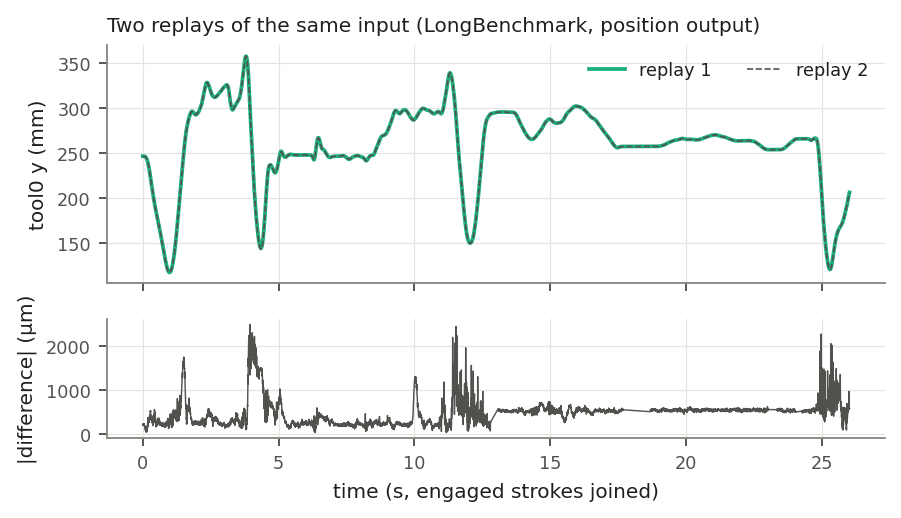 Two replays of the same input (LongBenchmark, position output)
replay 1
replay 2
tool0 y (mm)
350
300
250
200
150
|difference| (µm)
2000
1000
0
0 5 10 15 20 25
time (s, engaged strokes joined)